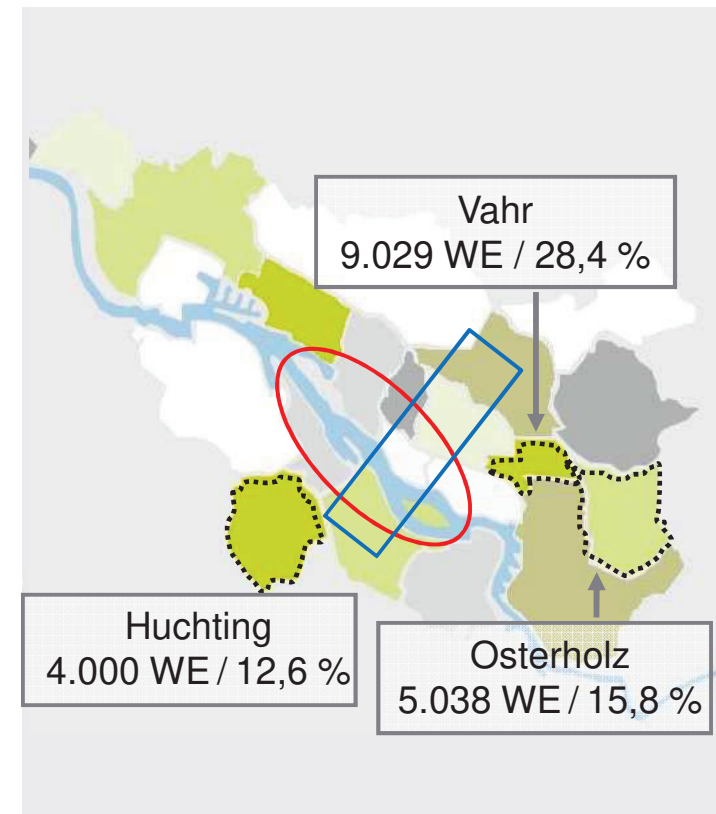 Vahr
9.029 WE / 28,4 %
Huchting
4.000 WE / 12,6 %
Osterholz
5.038 WE / 15,8 %